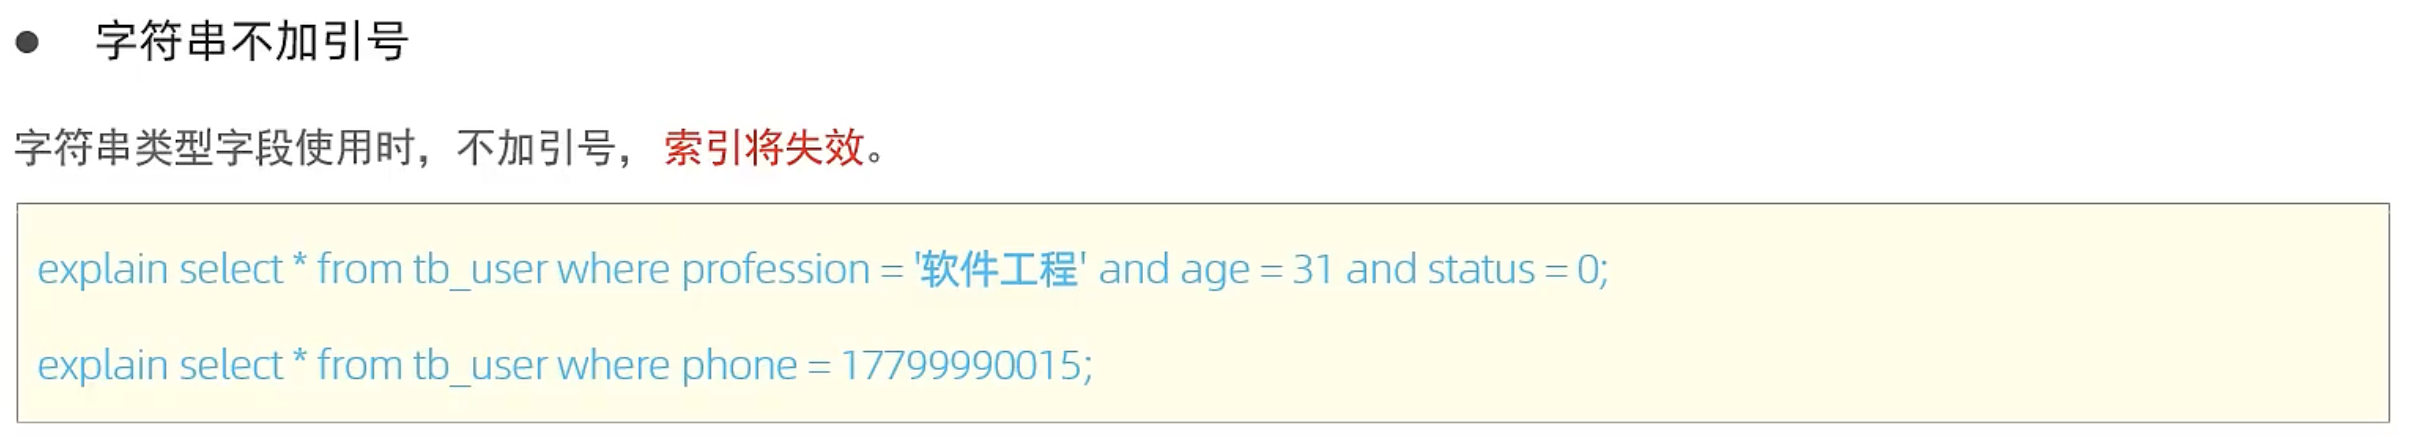 ● 字符串不加引号
字符串类型字段使用时，不加引号，索引将失效。
explain select * from tb_user where profession = '软件工程' and age = 31 and status = 0;
explain select * from tb_user where phone = 17799990015;